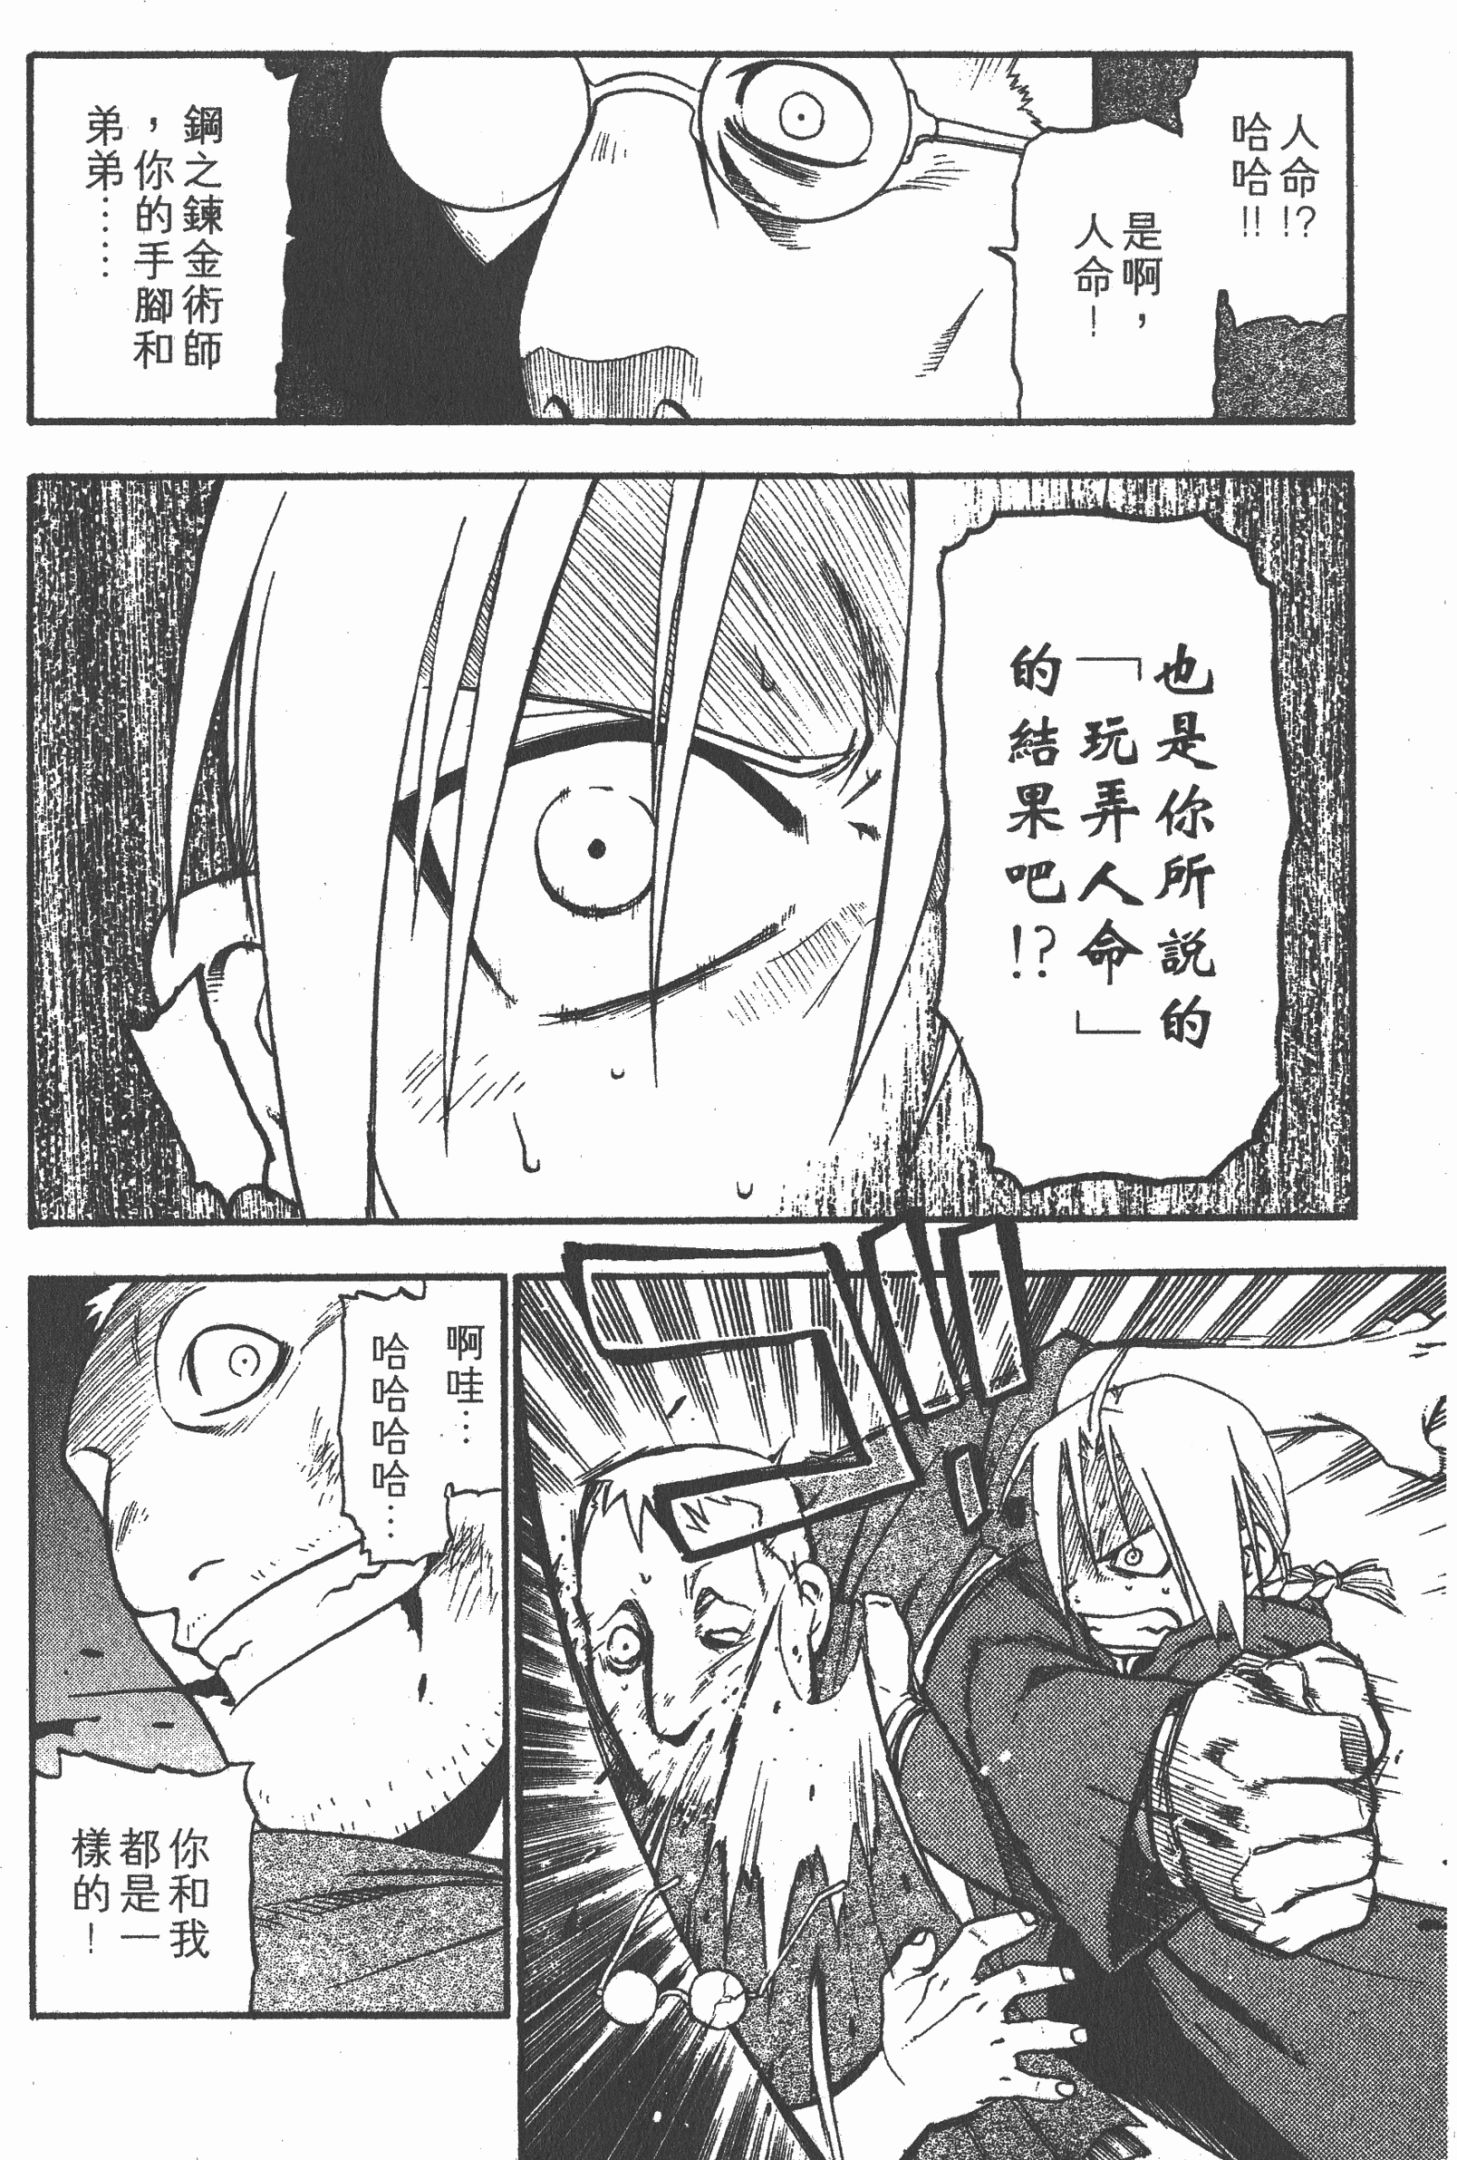 人命!?
哈哈!!
是啊，
人命！
鋼之鍊金術師
，你的手腳和
弟弟……
也是你所說的
「玩弄人命」
的結果吧!?
啊哇…
哈哈哈哈…
你和我
都是一
樣的！